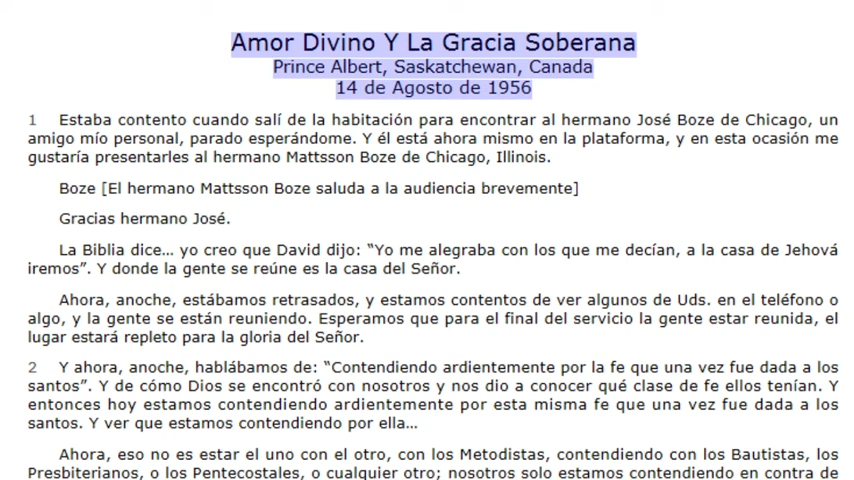 Amor Divino Y La Gracia Soberana
Prince Albert, Saskatchewan, Canada
14 de Agosto de 1956
1 Estaba contento cuando salí de la habitación para encontrar al hermano José Boze de Chicago, un
amigo mío personal, parado esperándome. Y él está ahora mismo en la plataforma, y en esta ocasión me
gustaría presentarles al hermano Mattsson Boze de Chicago, Illinois.
Boze [El hermano Mattsson Boze saluda a la audiencia brevemente]
Gracias hermano José.
La Biblia dice... yo creo que David dijo: “Yo me alegraba con los que me decían, a la casa de Jehová
iremos”. Y donde la gente se reúne es la casa del Señor.
Ahora, anoche, estábamos retrasados, y estamos contentos de ver algunos de Uds. en el teléfono o
algo, y la gente se están reuniendo. Esperamos que para el final del servicio la gente estar reunida, el
lugar estará repleto para la gloria del Señor.
2 Y ahora, anoche, hablábamos de: “Contendiendo ardientemente por la fe que una vez fue dada a los
santos”. Y de cómo Dios se encontró con nosotros y nos dio a conocer qué clase de fe ellos tenían. Y
entonces hoy estamos contendiendo ardientemente por esta misma fe que una vez fue dada a los
santos. Y ver que estamos contendiendo por ella...
Ahora, eso no es estar el uno con el otro, con los Metodistas, contendiendo con los Bautistas, los
Presbiterianos, o los Pentecostales, o cualquier otro; nosotros solo estamos contendiendo en contra de